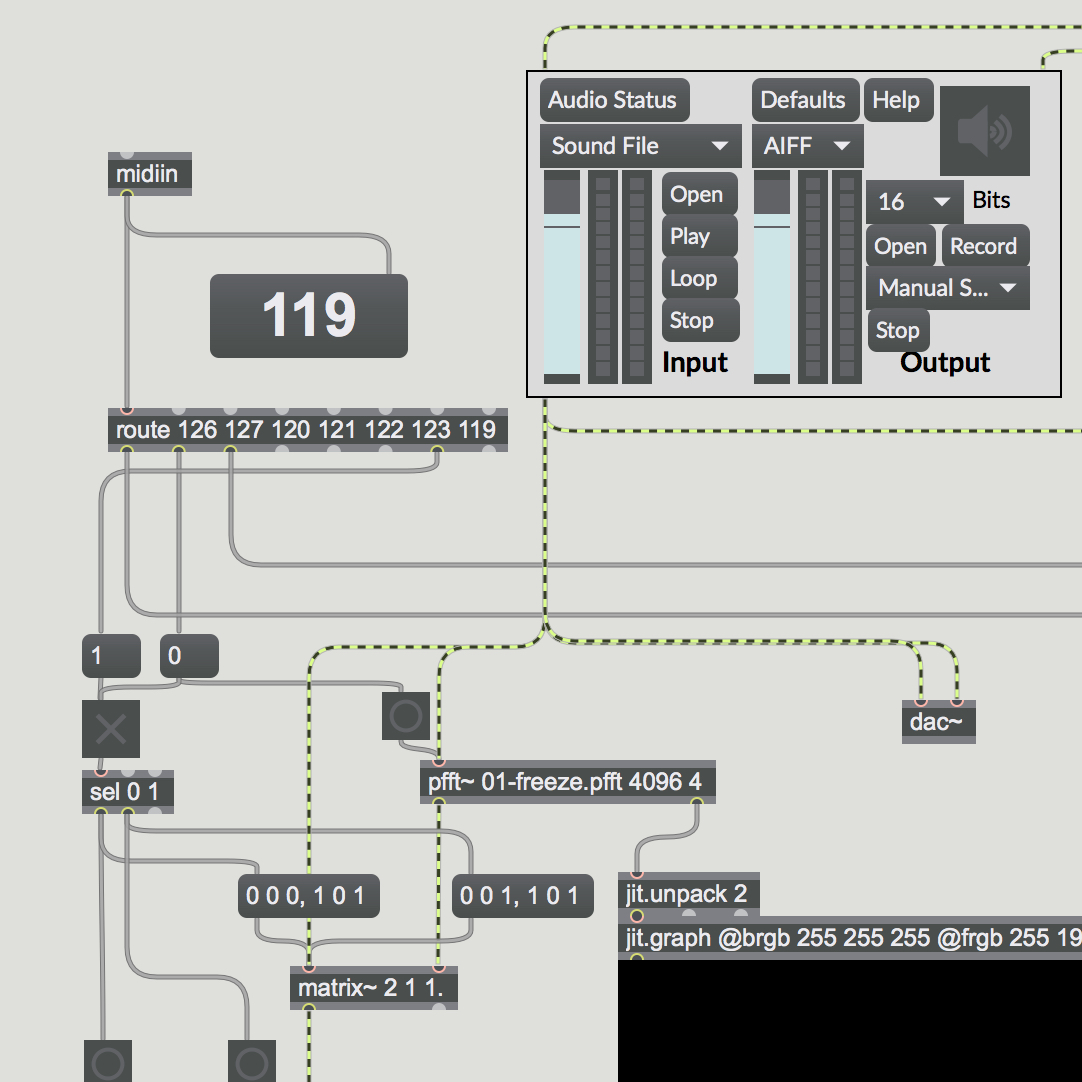 Audio Status
Defaults
Help
Sound File
AIFF
midiin
Open
16
Bits
Play
Open
Record
Loop
Manual S...
119
Stop
Stop
Input
Output
route 126 127 120 121 122 123 119
1
0
dac~
pfft~ 01-freeze.pfft 4096 4
sel 0 1
0 0 0, 1 0 1
0 0 1, 1 0 1
jit.unpack 2
jit.graph @brgb 255 255 255 @frgb 255 19
matrix~ 2 1 1.